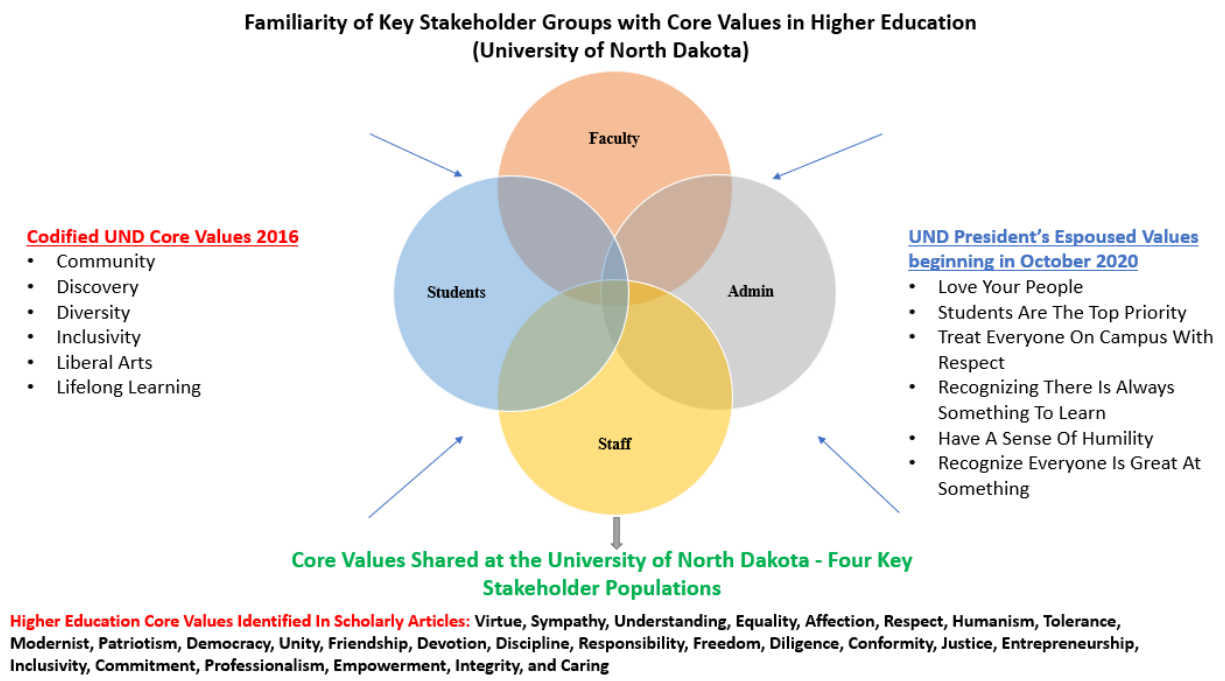 Familiarity of Key Stakeholder Groups with Core Values in Higher Education
(University of North Dakota)
Faculty
Students
Admin
Staff
Codified UND Core Values 2016
• Community
• Discovery
• Diversity
• Inclusivity
• Liberal Arts
• Lifelong Learning
UND President's Espoused Values
beginning in October 2020
• Love Your People
• Students Are The Top Priority
• Treat Everyone On Campus With
Respect
• Recognizing There Is Always
Something To Learn
• Have A Sense Of Humility
• Recognize Everyone Is Great At
Something
Core Values Shared at the University of North Dakota - Four Key
Stakeholder Populations
Higher Education Core Values Identified In Scholarly Articles: Virtue, Sympathy, Understanding, Equality, Affection, Respect, Humanism, Tolerance,
Modernist, Patriotism, Democracy, Unity, Friendship, Devotion, Discipline, Responsibility, Freedom, Diligence, Conformity, Justice, Entrepreneurship,
Inclusivity, Commitment, Professionalism, Empowerment, Integrity, and Caring